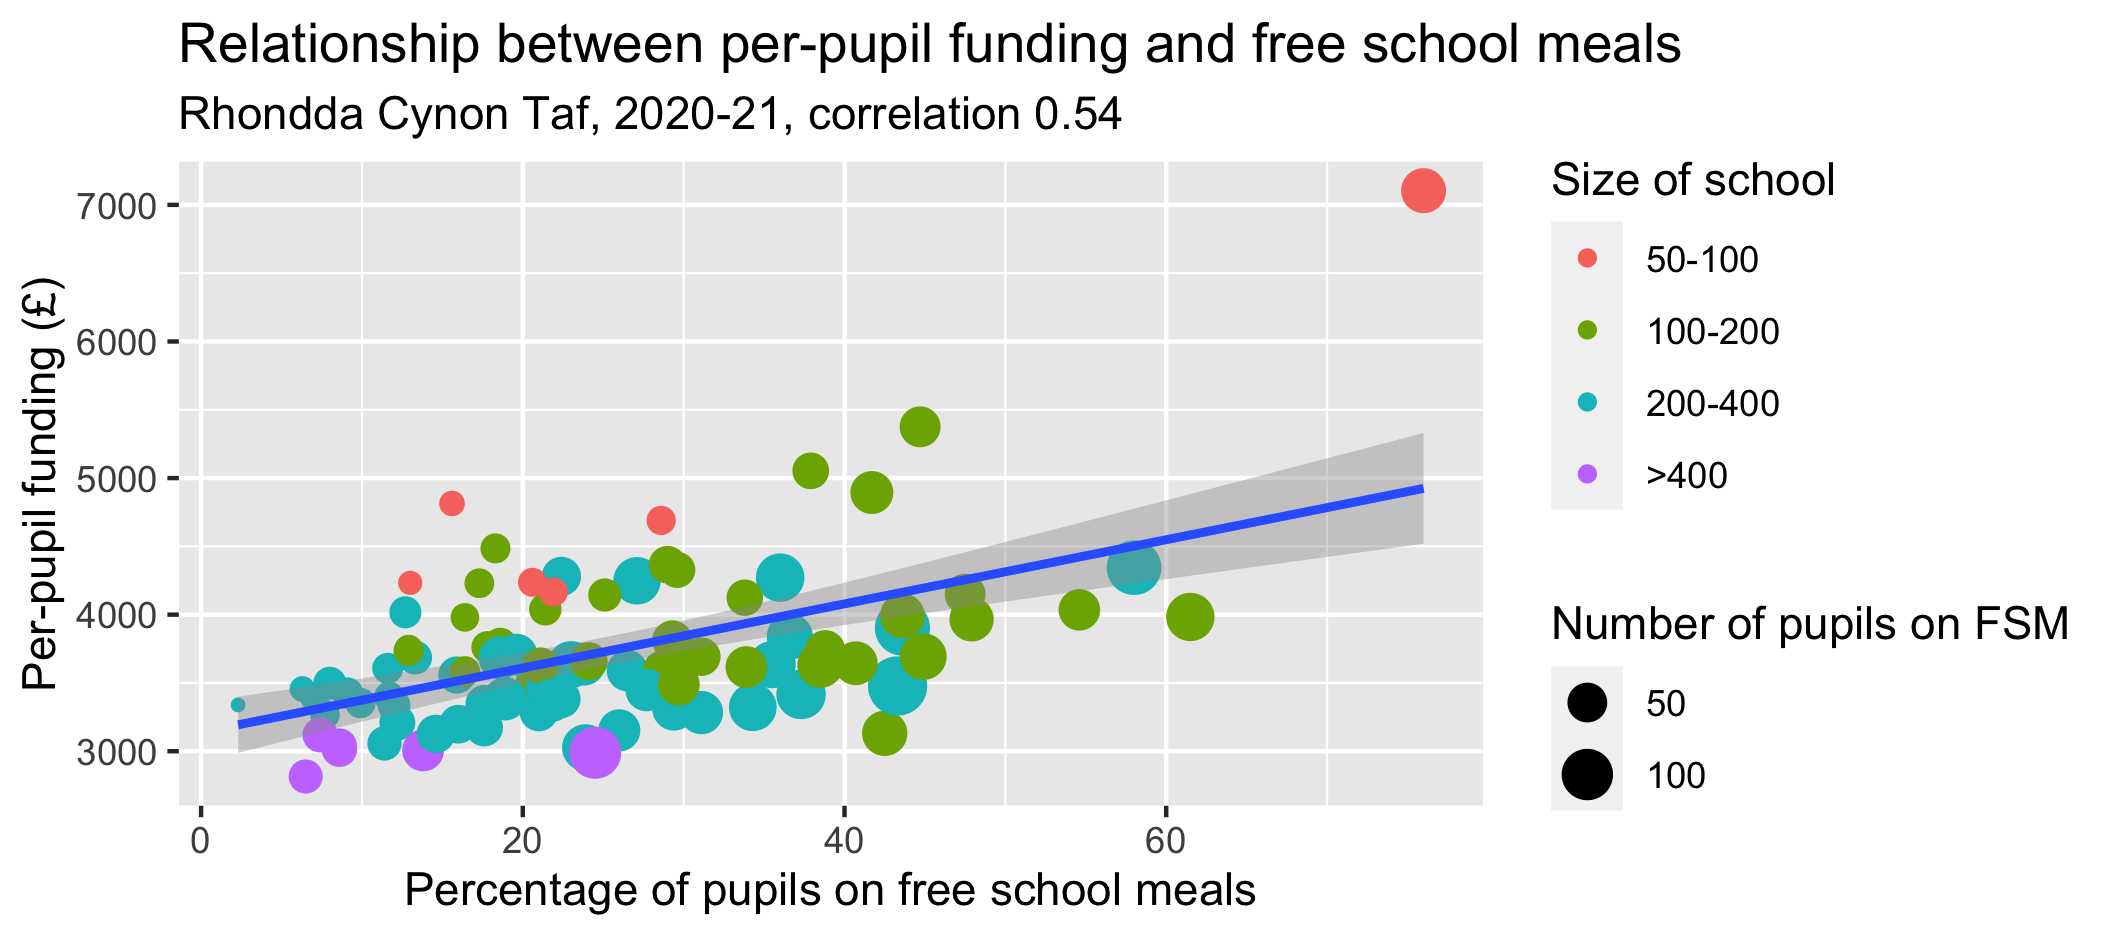 Relationship between per-pupil funding and free school meals
Rhondda Cynon Taf, 2020-21, correlation 0.54
Per-pupil funding (£)
7000
6000
5000
4000
3000
0 20 40 60
Percentage of pupils on free school meals
Size of school
50-100
100-200
200-400
>400
Number of pupils on FSM
50
100